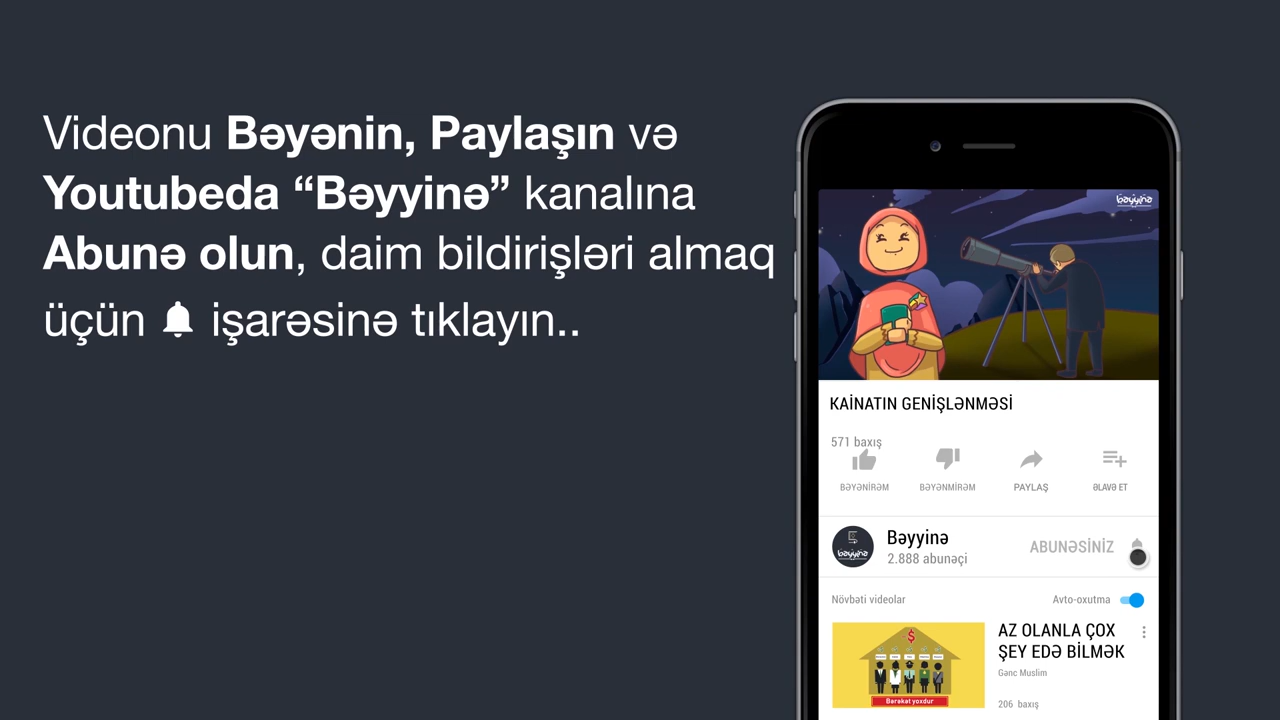 Videonu Bəyənin, Paylaşın və
Youtubeda “Bəyyinə” kanalına
Abunə olun, daim bildirişləri almaq
üçün işarəsinə tıklayın..
bəyyinə
KAİNATIN GENİŞLƏNMƏSİ
571 baxış
BƏYƏNİRƏM
BƏYƏNMİRƏM
PAYLAŞ
ƏLAVƏ ET
bəyyinə
Bəyyinə
2.888 abunəçi
ABUNƏSİNİZ
Növbəti videolar
Avto-oxutma
$
Bərəkət yoxdur
AZ OLANLA ÇOX
ŞEY EDƏ BİLMƏK
Gənc Muslim
206 baxış